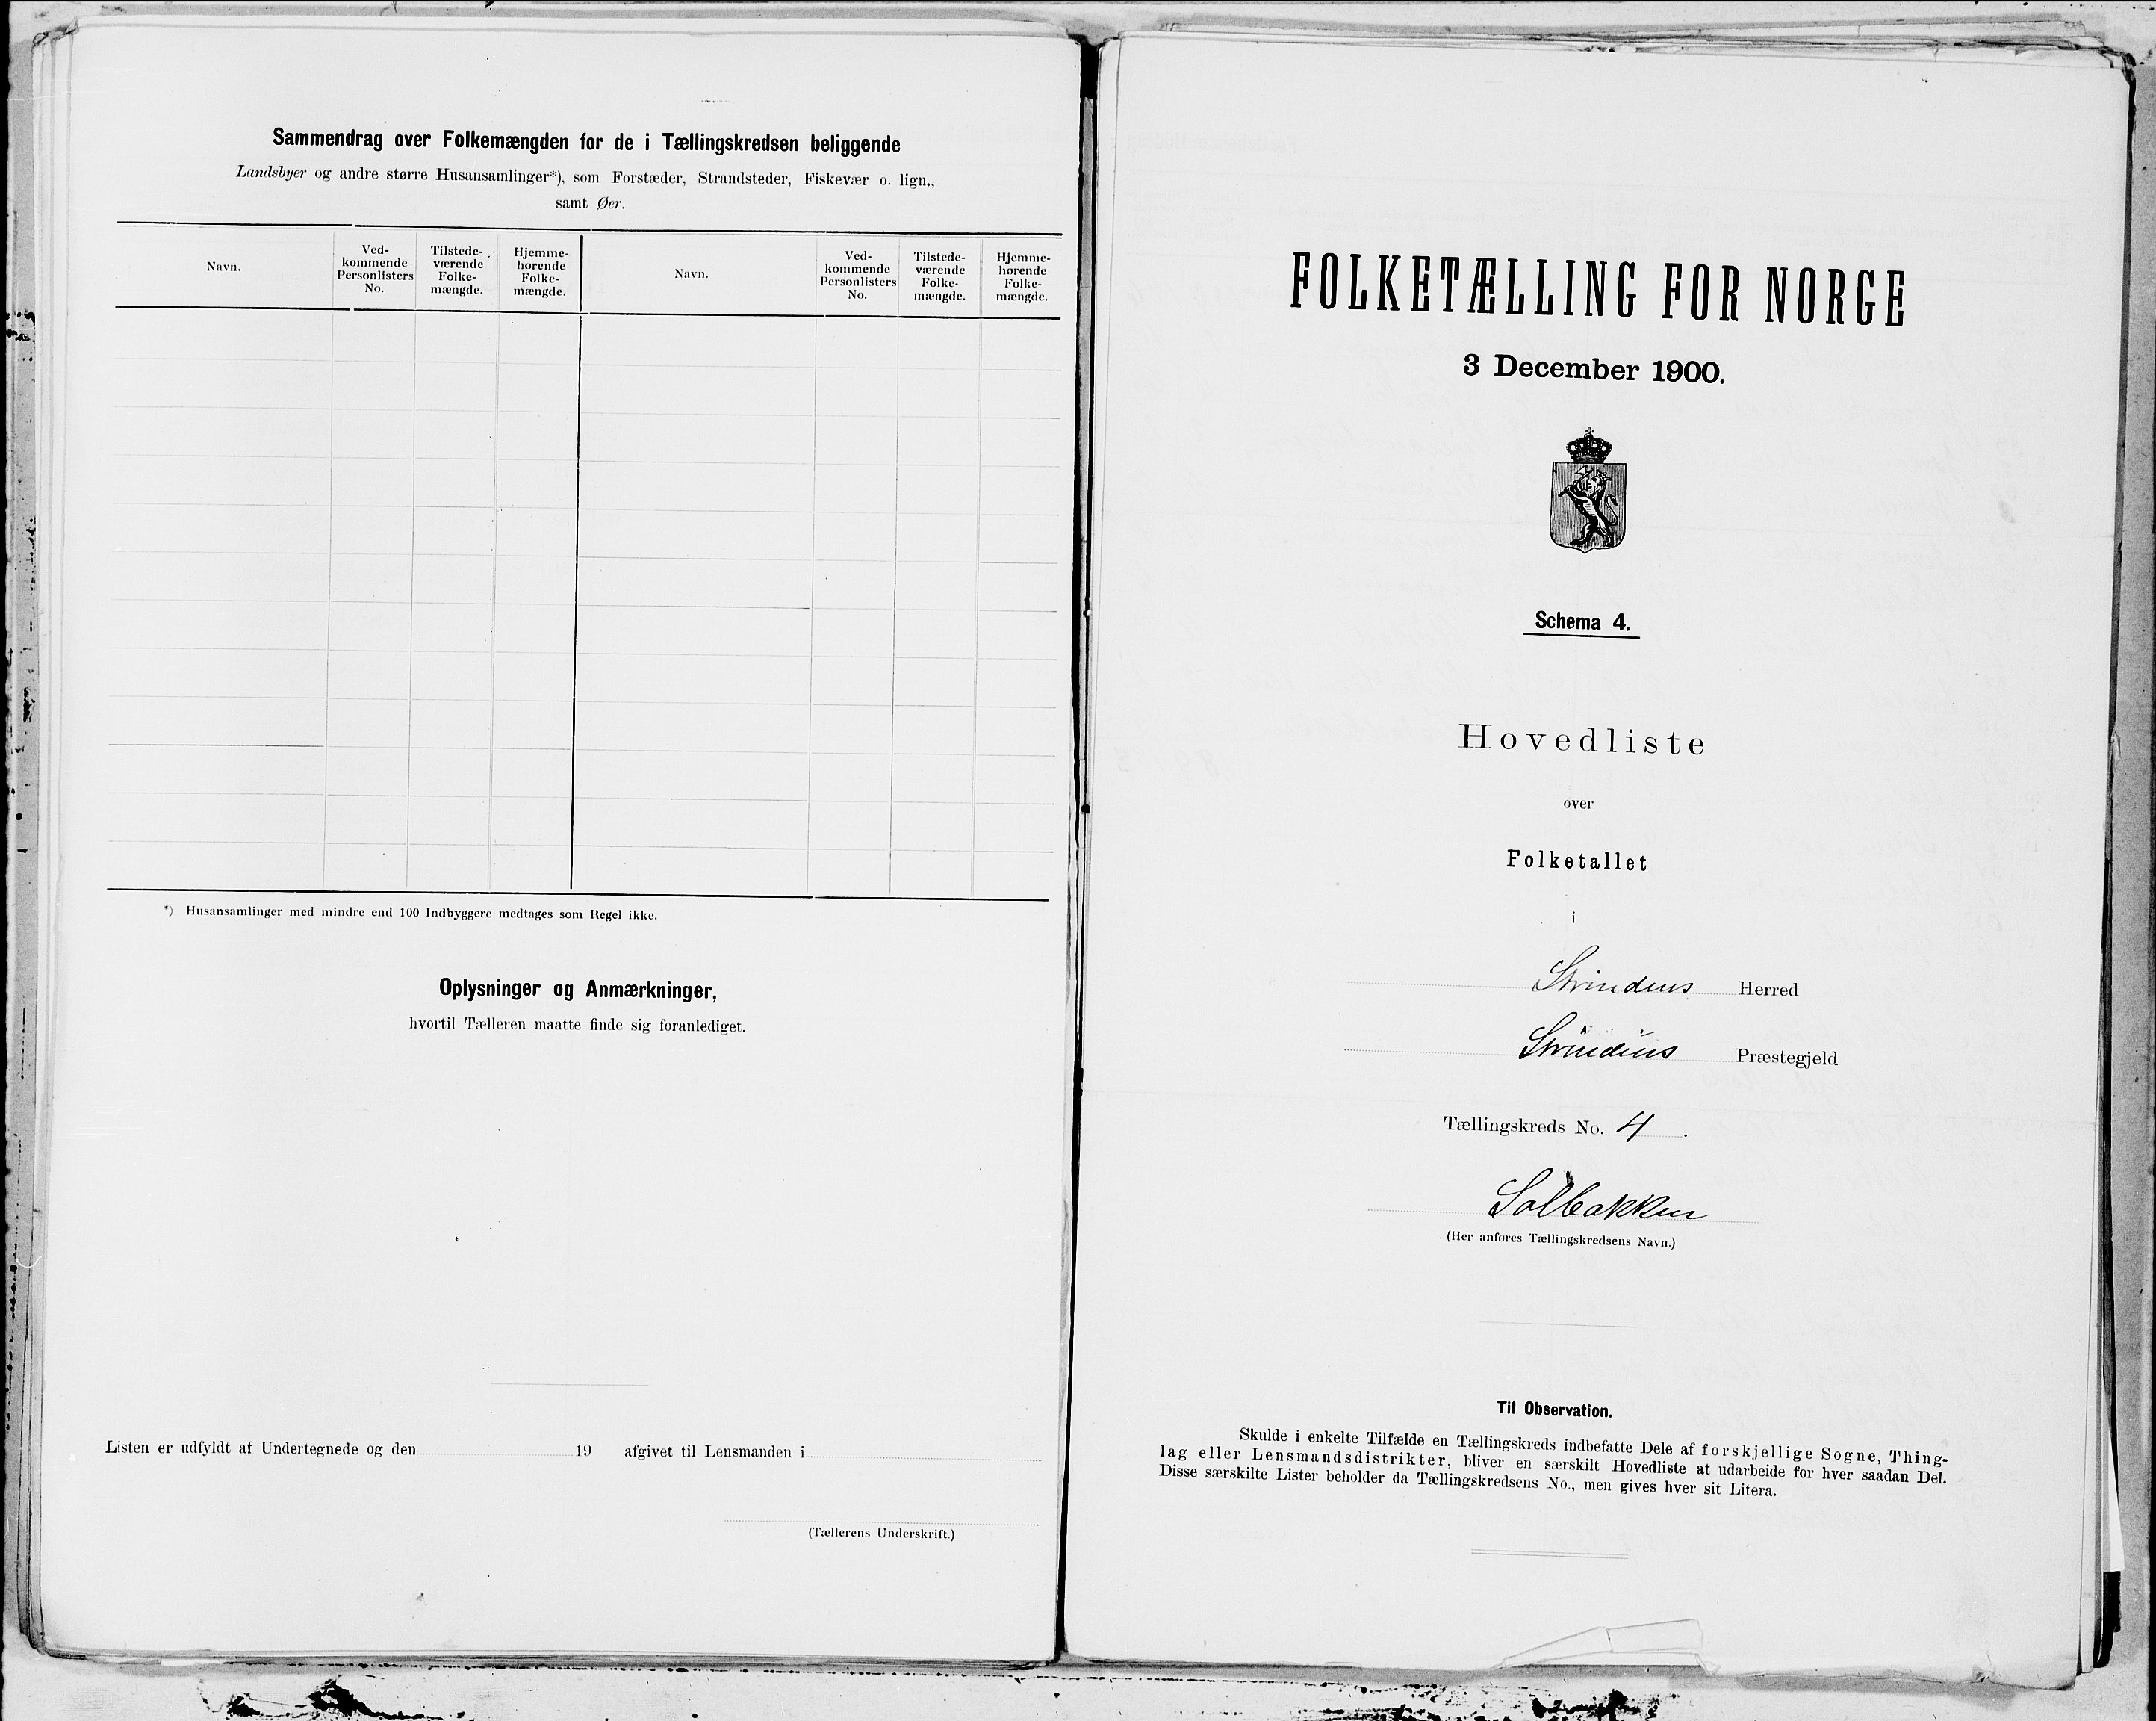 Sammendrag over Folkemængden for de i Tællingskredsen beliggende
Landsbyer og andre større Husansamlinger*), som Forstæder, Strandsteder, Fiskevær o. lign.,
samt Øer.
Navn.
Ved-
kommende
Personlisters
No.
Tilstede-
værende
Folke-
mængde.
Hjemme-
hørende
Folke-
mængde.
Navn.
Ved-
kommende
Personlisters
No.
Tilstede-
værende
Folke-
mængde.
Hjemme-
hørende
Folke-
mængde.
*) Husansamlinger med mindre end 100 Indbyggere medtages som Regel ikke.
Oplysninger og Anmærkninger,
hvortil Tælleren maatte finde sig foranlediget.
Listen er udfyldt af Undertegnede og den 19 afgivet til Lensmanden i
(Tællerens Underskrift.)
FOLKETÆLLING FOR NORGE
3 December 1900.
Schema 4.
Hovedliste
over
Folketallet
i
Strindens Herred
Strindens Præstegjeld
Tællingskreds No. 4.
Solbakken
(Her anføres Tællingskredsens Navn.)
Til Observation.
Skulde i enkelte Tilfælde en Tællingskreds indbefatte Dele af forskjellige Sogne, Thing-
lag eller Lensmandsdistrikter, bliver en særskilt Hovedliste at udarbeide for hver saadan Del.
Disse særskilte Lister beholder da Tællingskredsens No., men gives hver sit Litera.